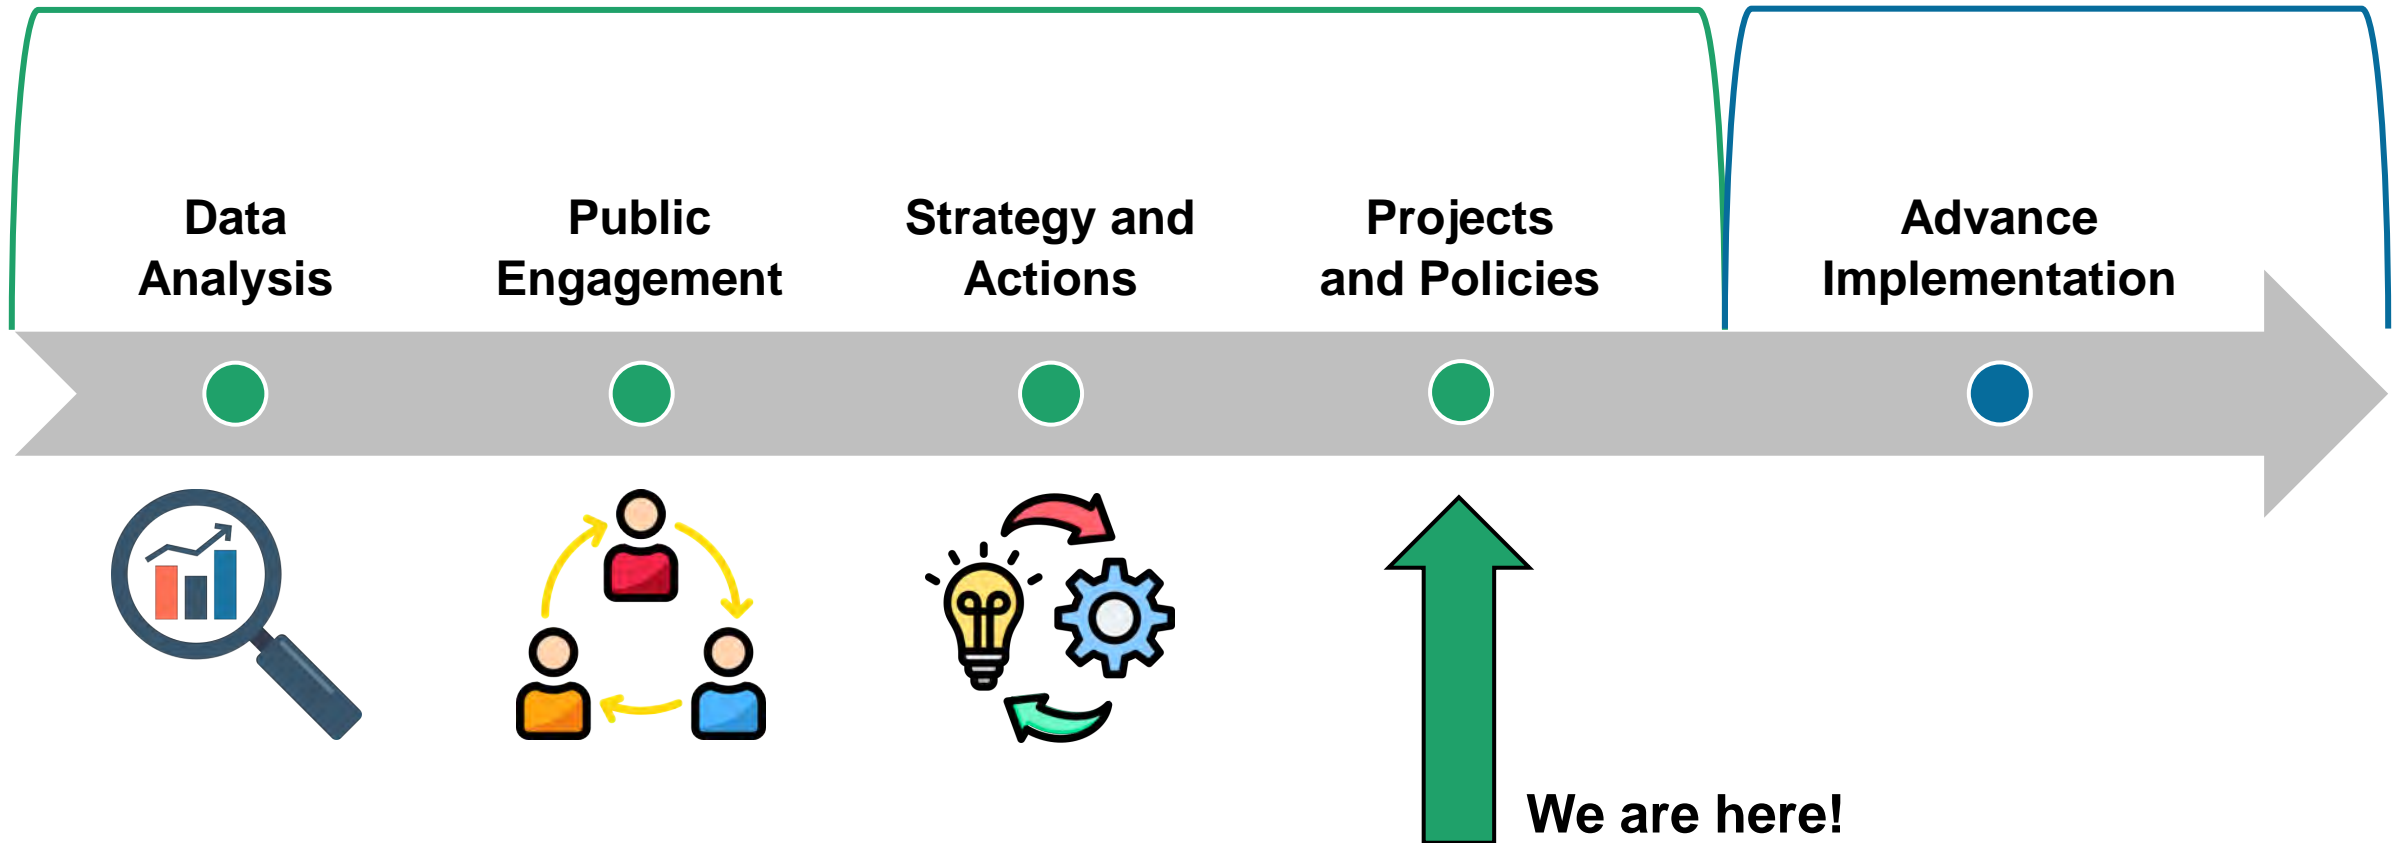 Data
Analysis
Public
Engagement
Strategy and
Actions
Projects
and Policies
Advance
Implementation
We are here!